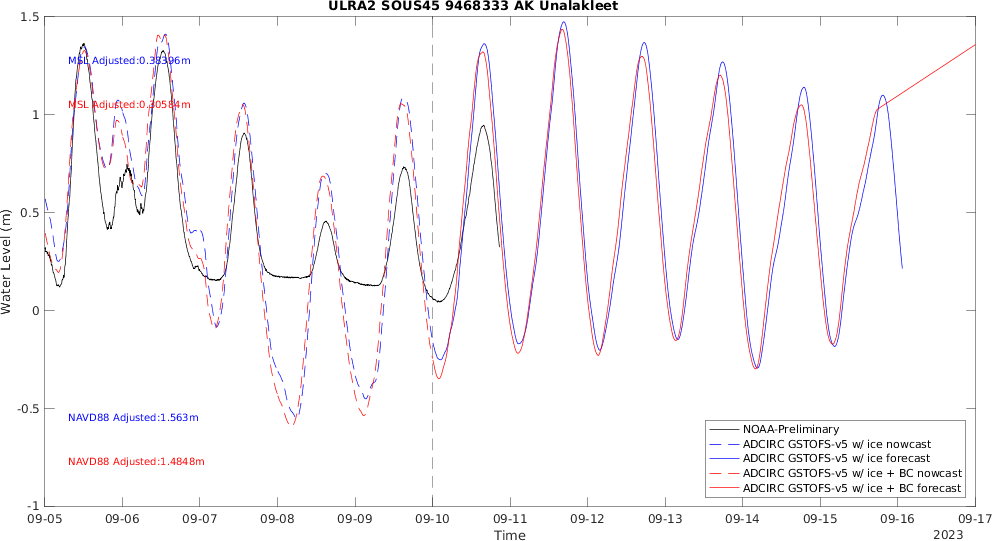 ULRA2 SOUS45 9468333 AK Unalakleet
1.5
1
0.5
0
-0.5
-1
Water Level (m)
MSL Adjusted:0.38396m
MSL Adjusted:0.30584m
NAVD88 Adjusted:1.563m
NAVD88 Adjusted:1.4848m
NOAA-Preliminary
ADCIRC GSTOFS-v5 w/ ice nowcast
ADCIRC GSTOFS-v5 w/ ice forecast
ADCIRC GSTOFS-v5 w/ ice + BC nowcast
ADCIRC GSTOFS-v5 w/ ice + BC forecast
09-05 09-06 09-07 09-08 09-09 09-10 09-11 09-12 09-13 09-14 09-15 09-16 09-17
Time
2023